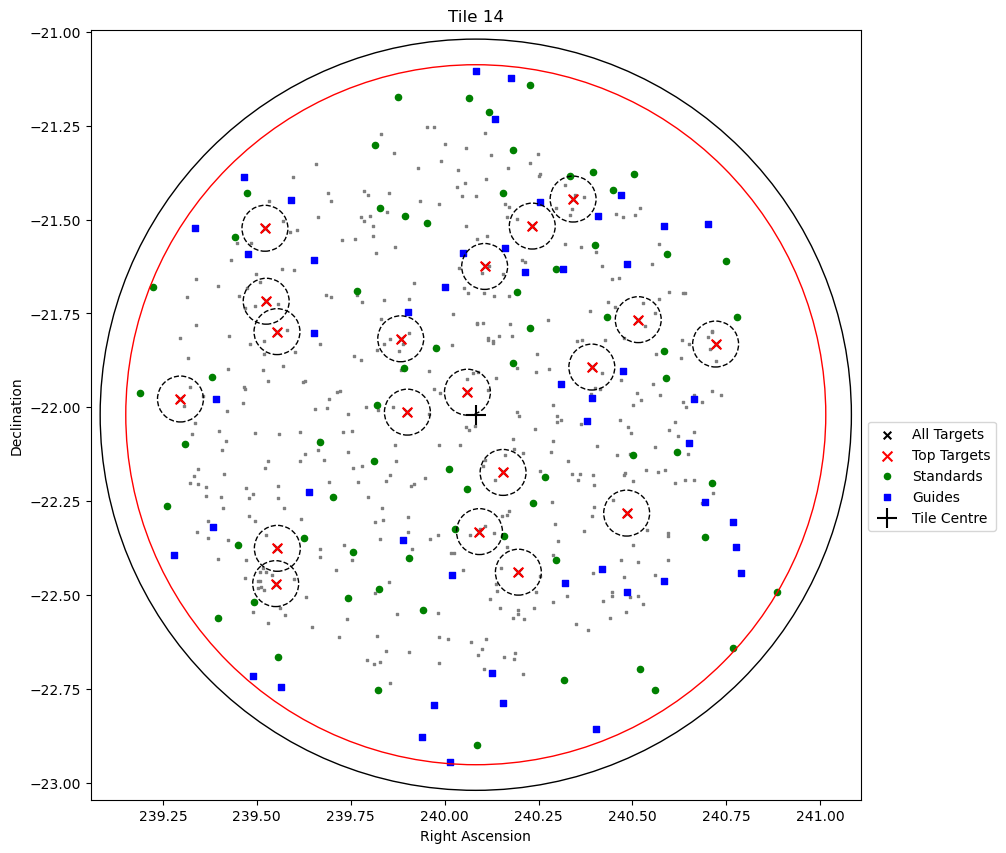 Tile 14
−21.00
−21.25
−21.50
−21.75
−22.00
−22.25
−22.50
−22.75
−23.00
Declination
239.25 239.50 239.75 240.00 240.25 240.50 240.75 241.00
Right Ascension
All Targets
Top Targets
Standards
Guides
Tile Centre